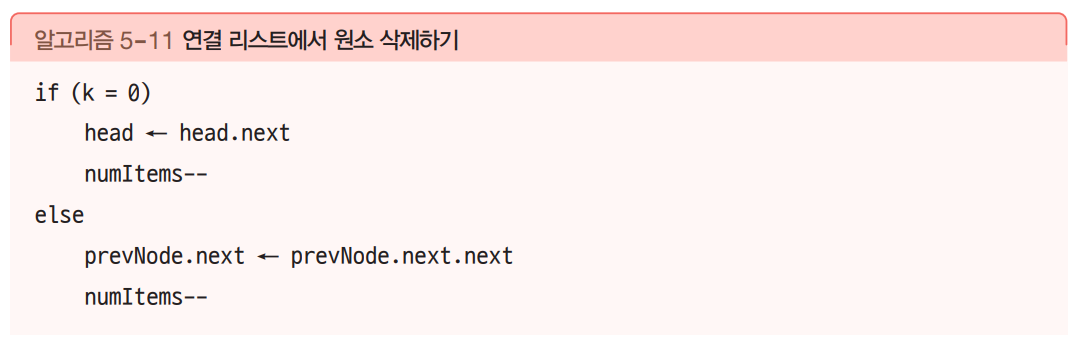 알고리즘 5-11 연결 리스트에서 원소 삭제하기
if (k = 0)
head ← head.next
numItems--
else
prevNode.next ← prevNode.next.next
numItems--